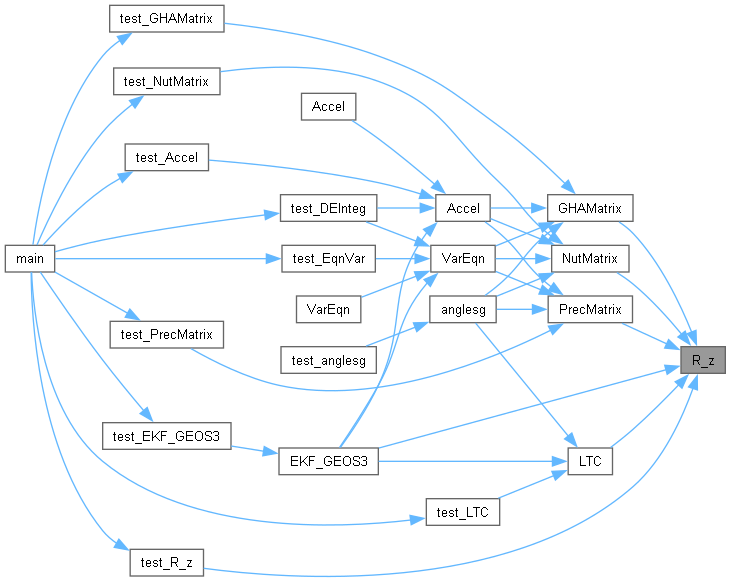 test_GHAMatrix
test_NutMatrix
Accel
test_Accel
test_DEInteg
Accel
GHAMatrix
main
test_EqnVar
VarEqn
NutMatrix
VarEqn
anglesg
PrecMatrix
test_PrecMatrix
test_anglesg
R_z
test_EKF_GEOS3
EKF_GEOS3
LTC
test_LTC
test_R_z